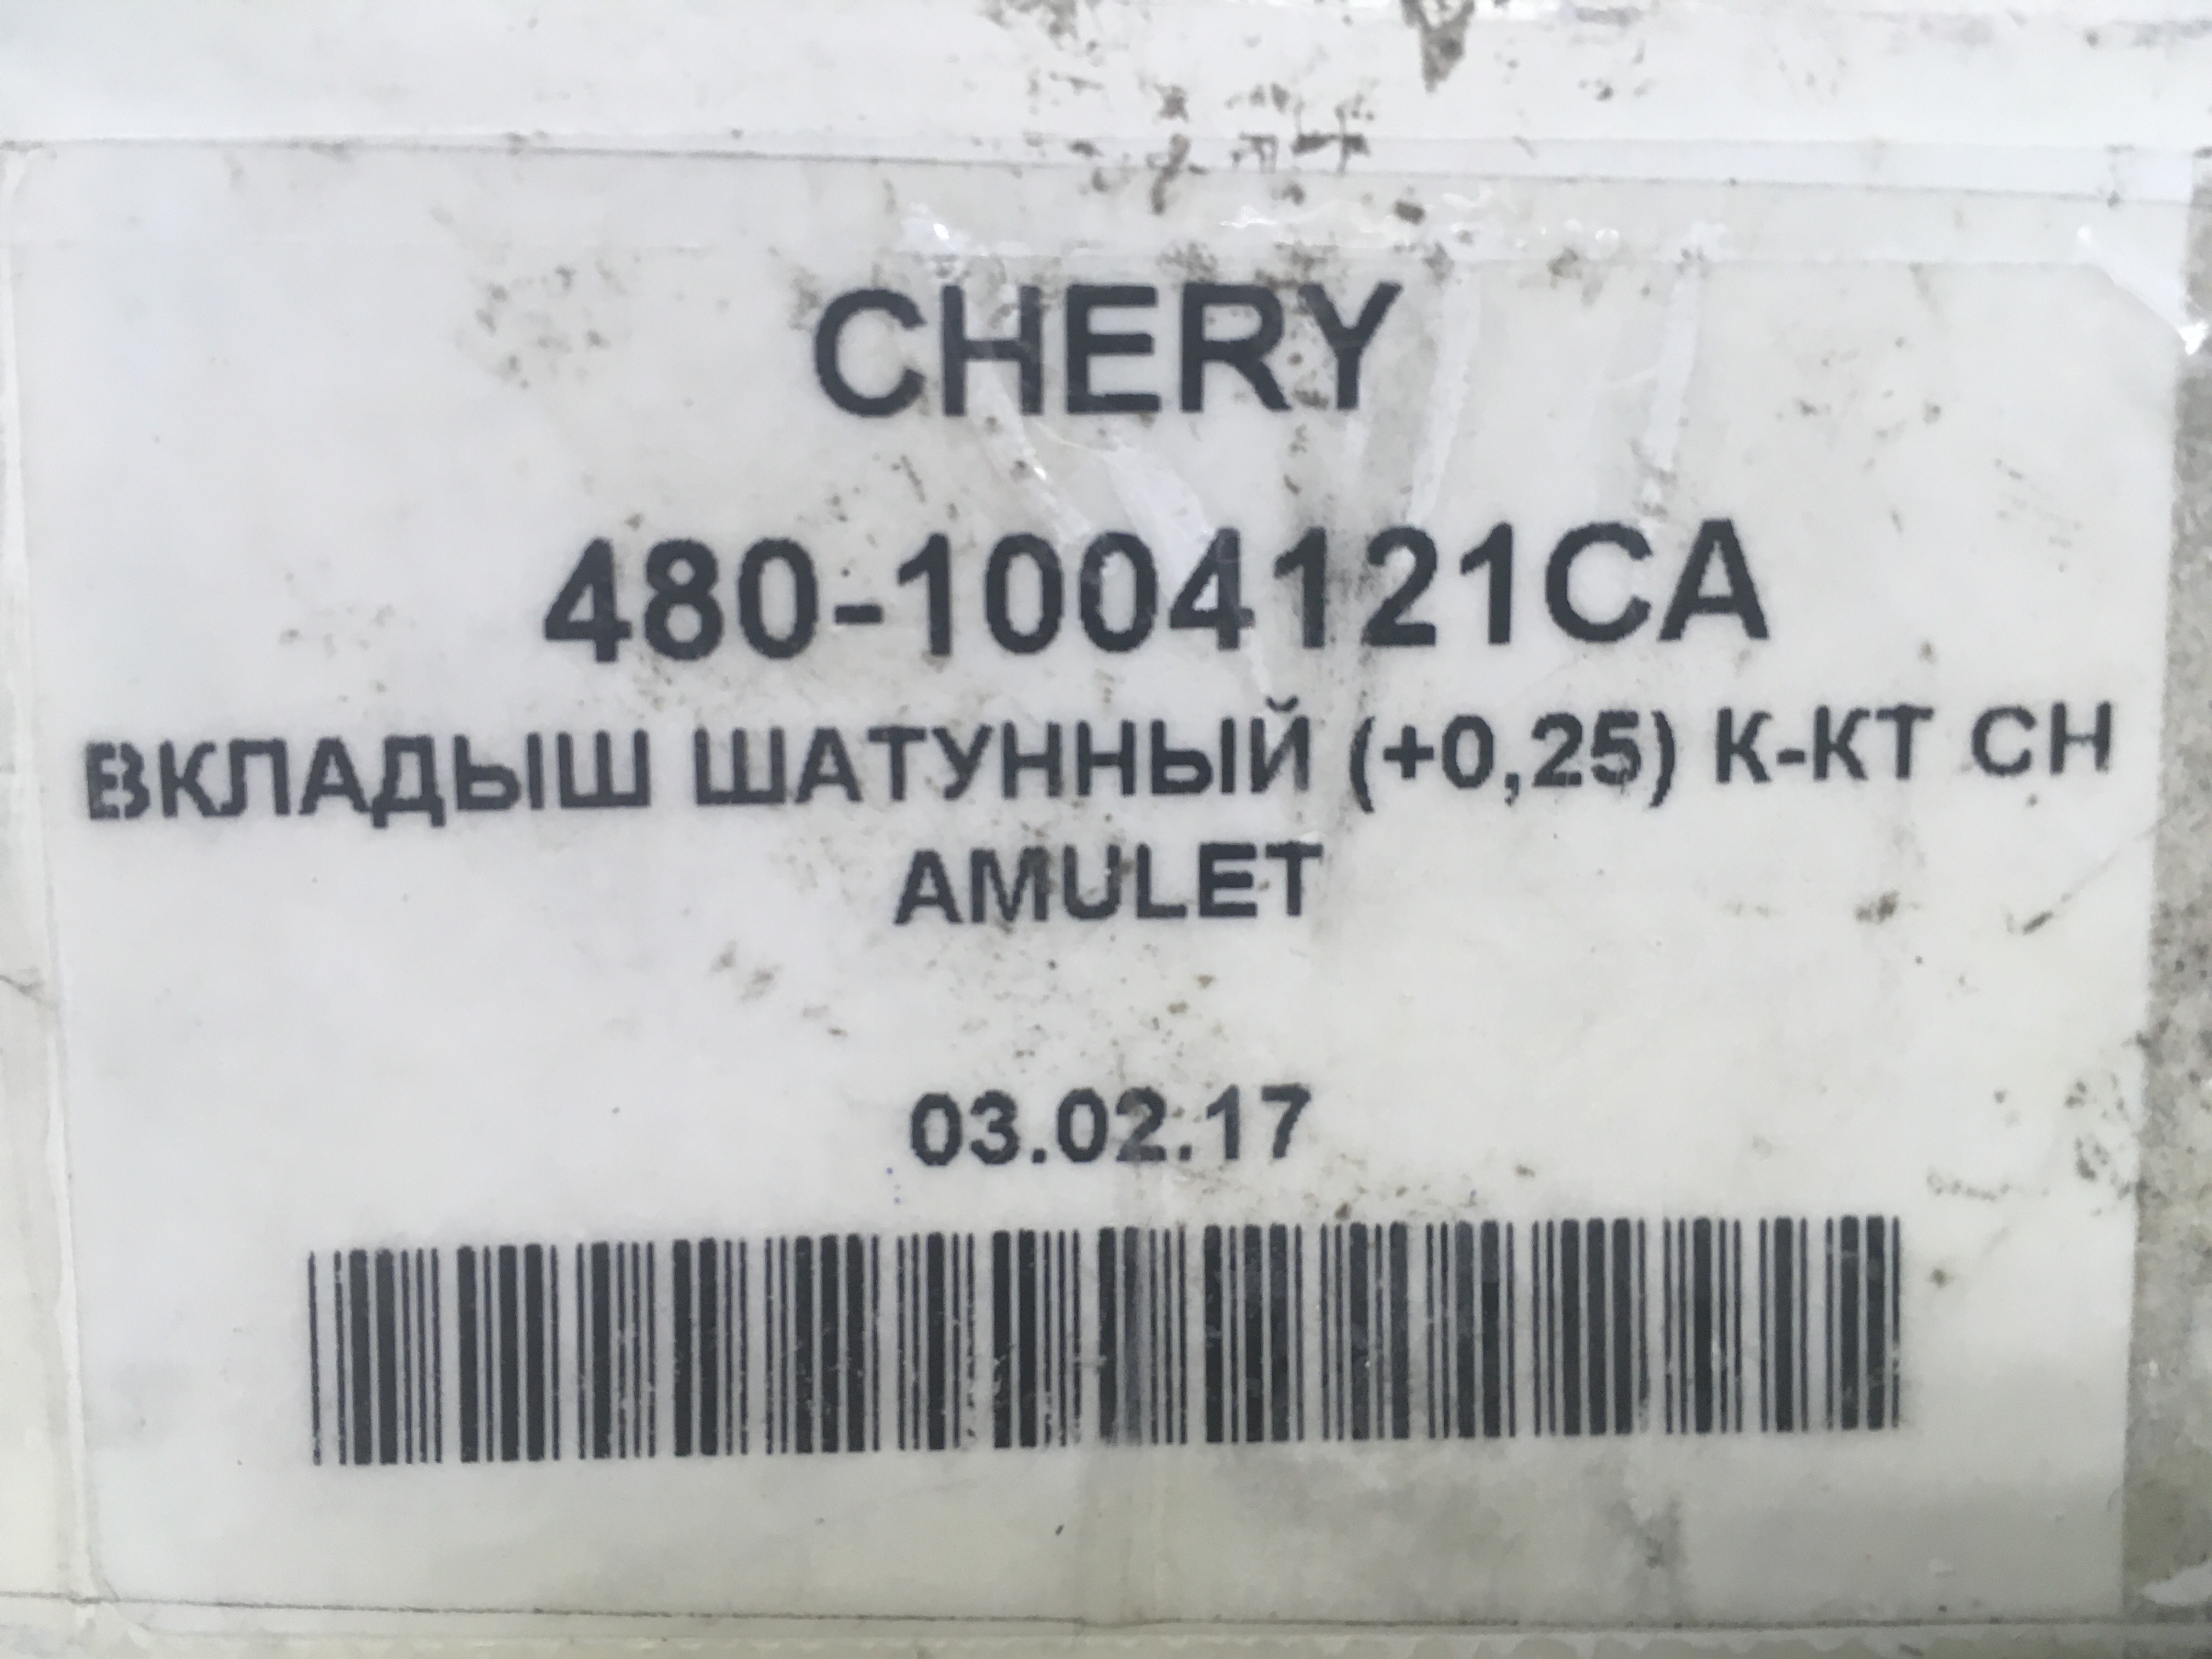 CHERY
480-1004121CA
ВКЛАДЫШ ШАТУННЫЙ (+0,25) К-КТ CH
AMULET
03.02.17